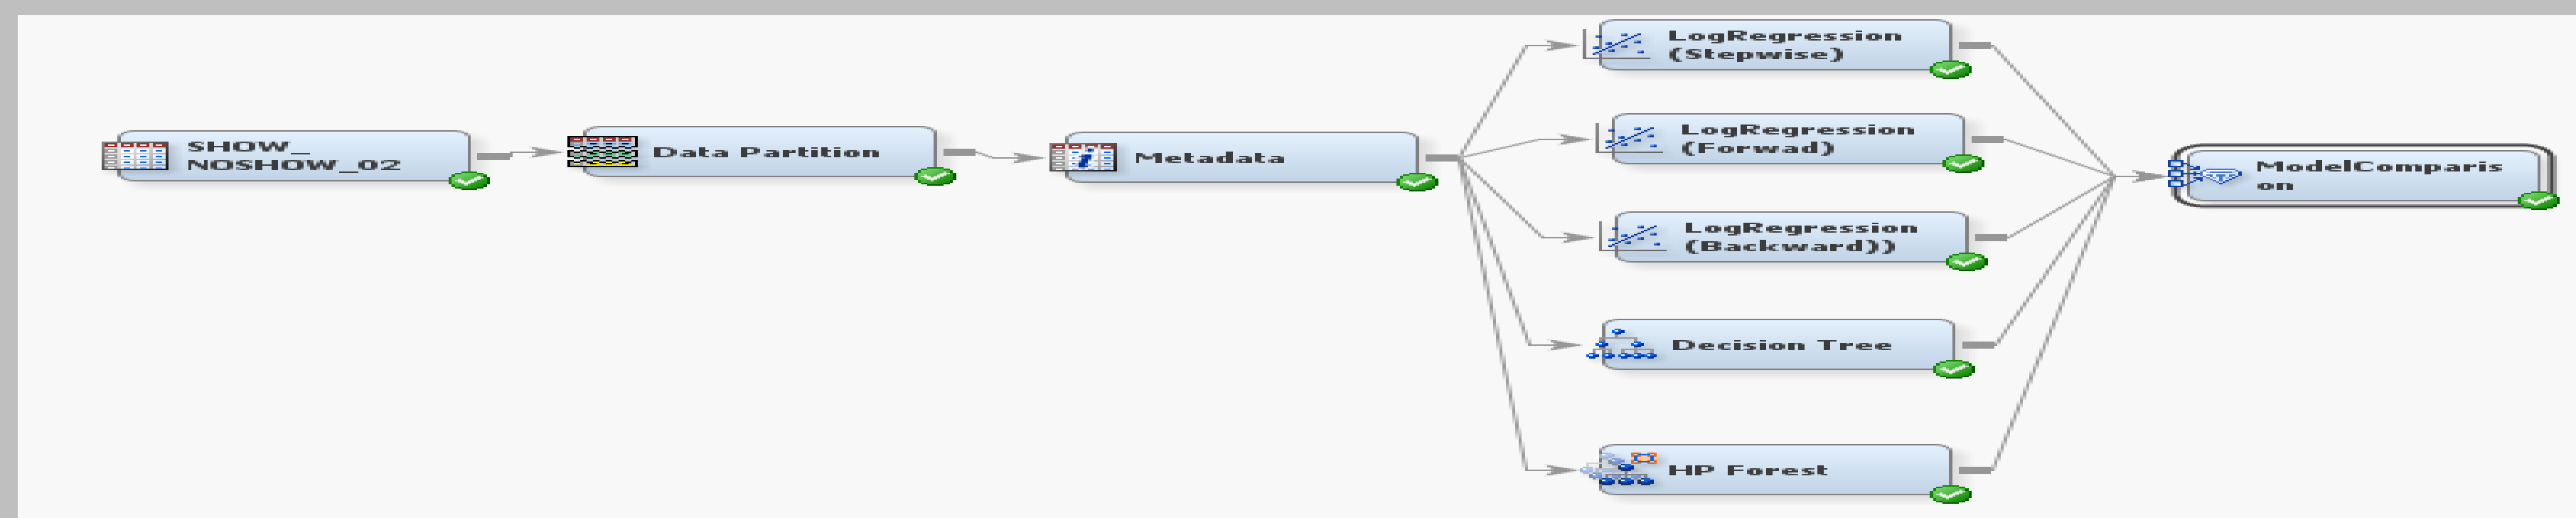 SHOW_
NOSHOW_02
Data Partition
Metadata
LogRegression
(Stepwise)
LogRegression
(Forwad)
LogRegression
(Backward))
Decision Tree
HP Forest
ModelComparis
on